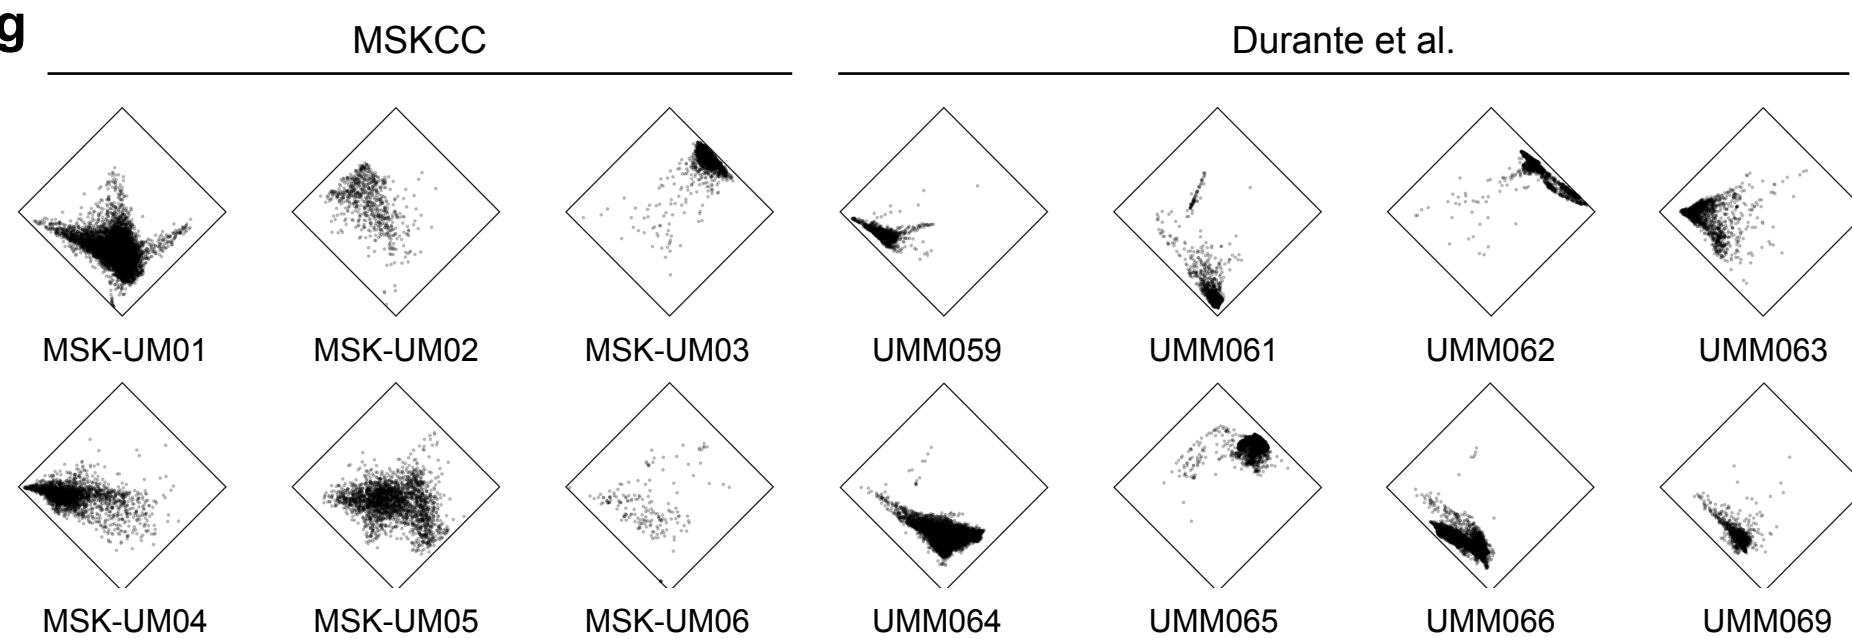 g
MSKCC Durante et al.
MSK-UM01 MSK-UM02 MSK-UM03 UMM059 UMM061 UMM062 UMM063
MSK-UM04 MSK-UM05 MSK-UM06 UMM064 UMM065 UMM066 UMM069